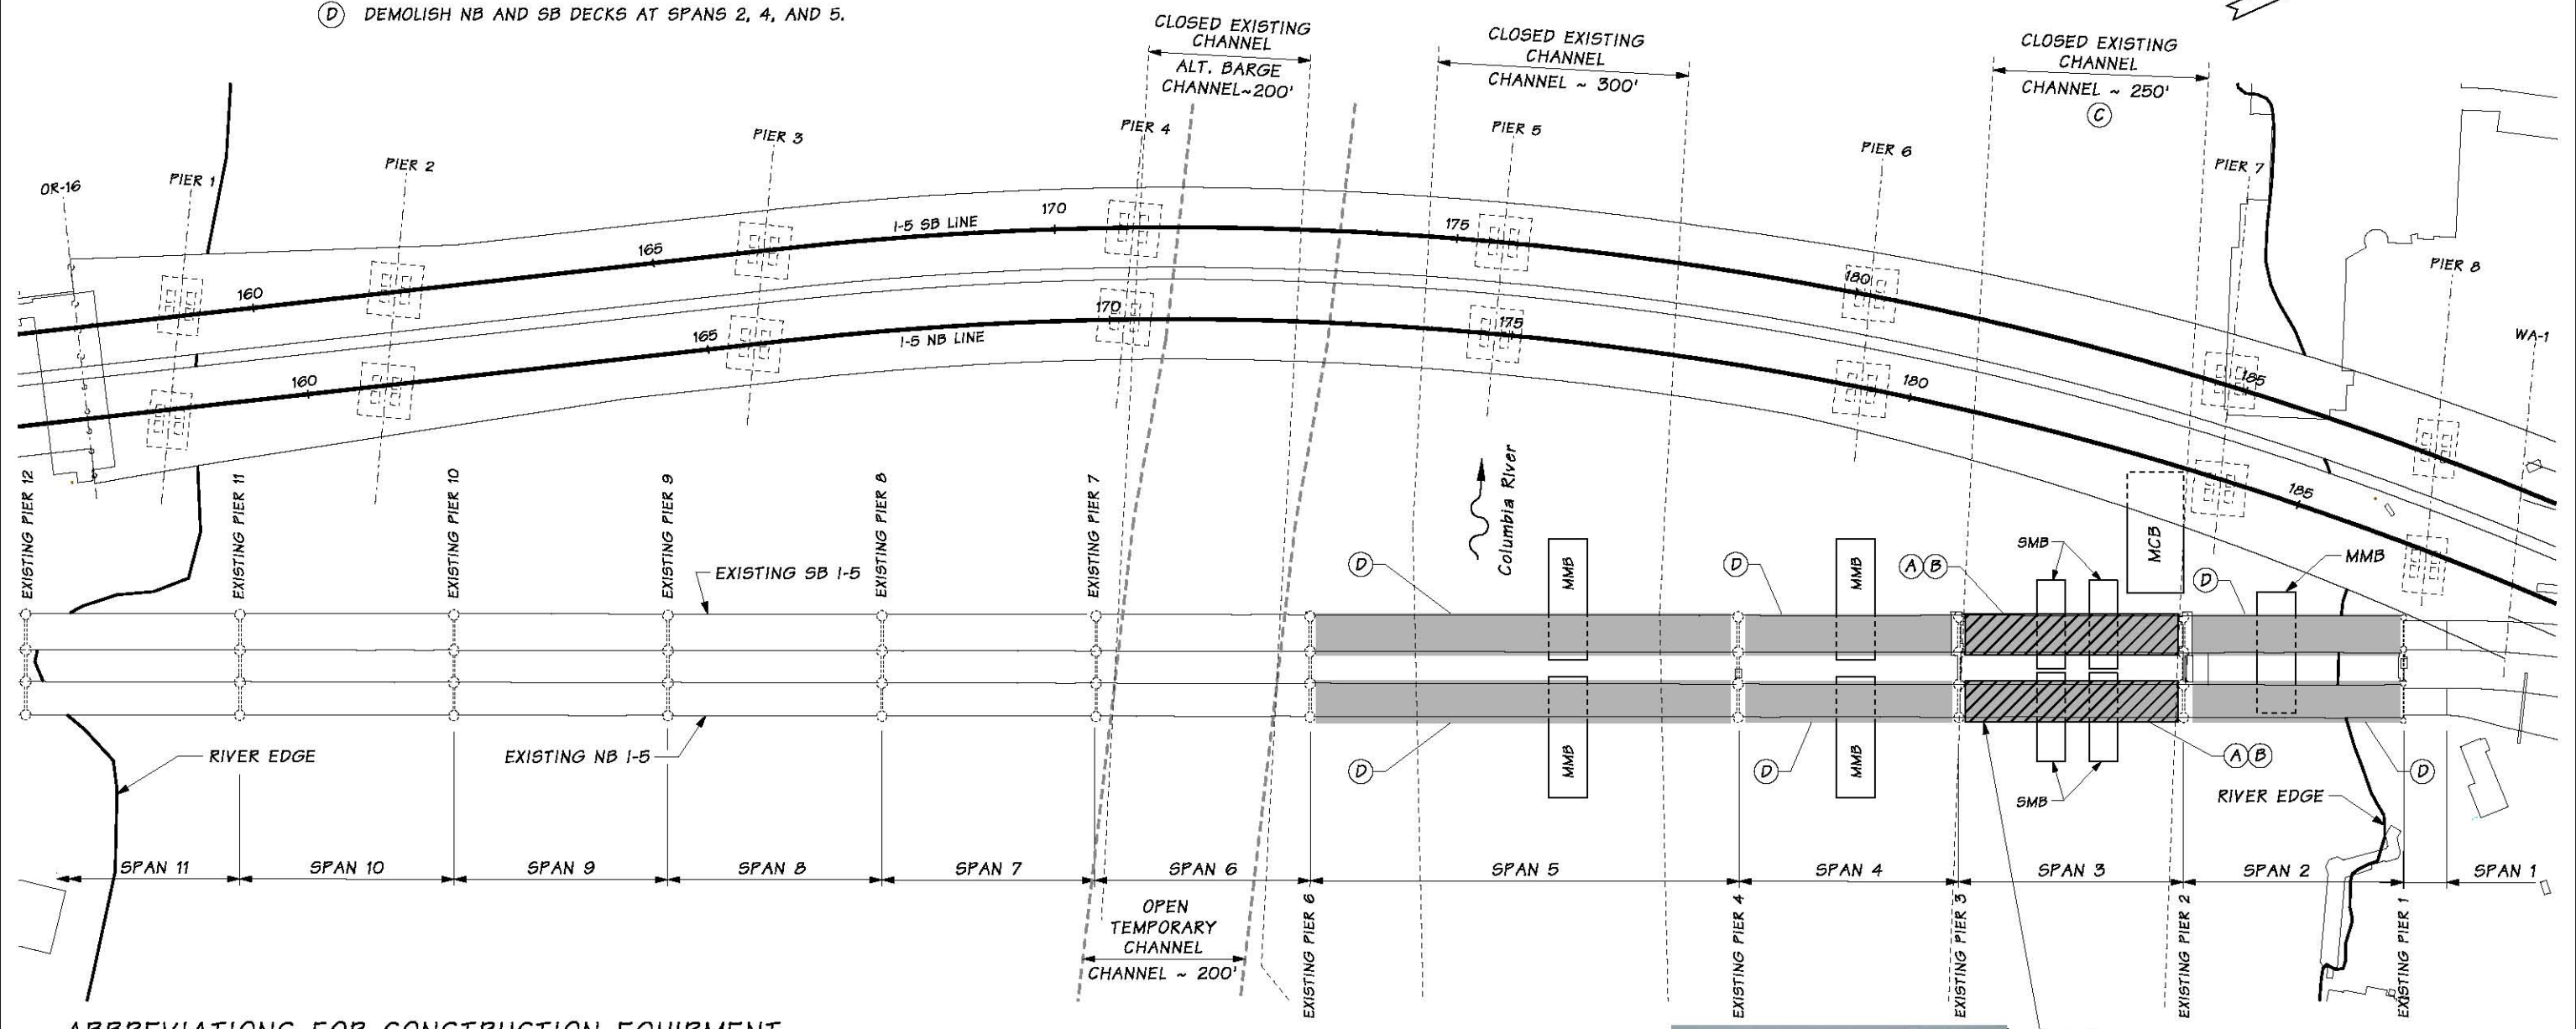 D DEMOLISH NB AND SB DECKS AT SPANS 2, 4, AND 5.
CLOSED EXISTING
CHANNEL
ALT. BARGE
CHANNEL~200'
CLOSED EXISTING
CHANNEL
CHANNEL ~ 300'
CLOSED EXISTING
CHANNEL
CHANNEL ~ 250'
C
OR-16
PIER 1
PIER 2
PIER 3
PIER 4
PIER 5
PIER 6
PIER 7
PIER 8
WA-1
160
165
I-5 SB LINE
170
175
180
185
160
165
I-5 NB LINE
170
175
180
185
EXISTING PIER 12
EXISTING PIER 11
EXISTING PIER 10
EXISTING PIER 9
EXISTING PIER 8
EXISTING PIER 7
Columbia River
EXISTING SB I-5
D
MMB
D
MMB
A B
SMB
MCB
D
MMB
RIVER EDGE
EXISTING NB I-5
D
MMB
D
MMB
SMB
A B
D
RIVER EDGE
SPAN 11
SPAN 10
SPAN 9
SPAN 8
SPAN 7
SPAN 6
SPAN 5
SPAN 4
SPAN 3
SPAN 2
SPAN 1
OPEN
TEMPORARY
CHANNEL
CHANNEL ~ 200'
EXISTING PIER 6
EXISTING PIER 4
EXISTING PIER 3
EXISTING PIER 2
EXISTING PIER 1
ABBREVIATIONS FOR CONSTRUCTION EQUIPMENT